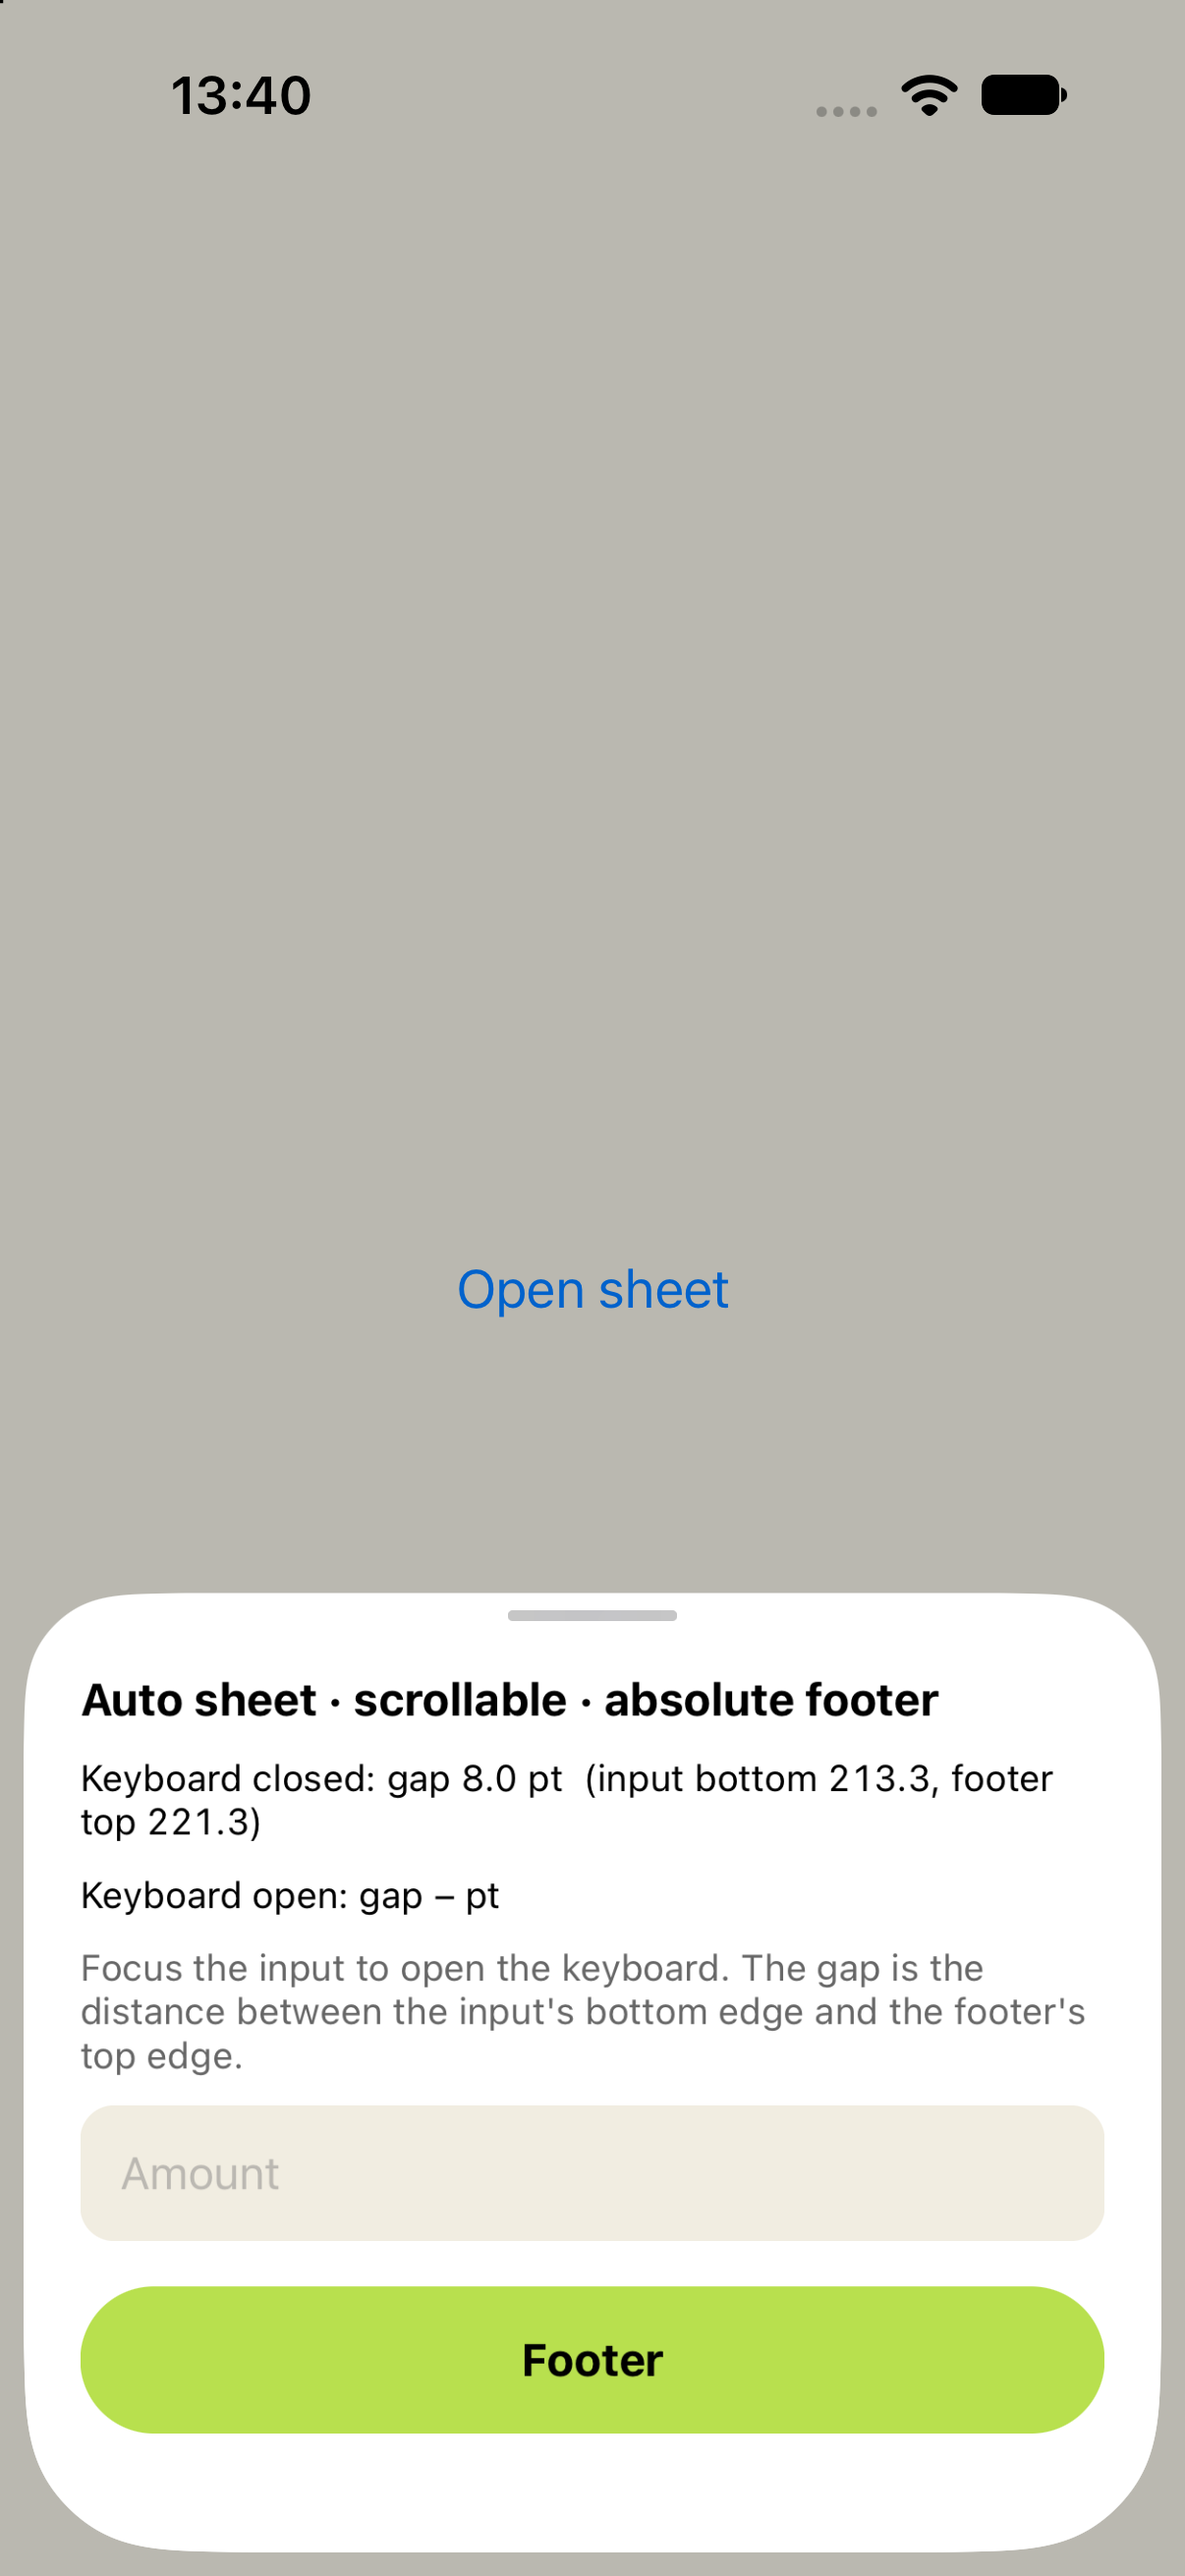 13:40
Open sheet
Auto sheet · scrollable · absolute footer
Keyboard closed: gap 8.0 pt  (input bottom 213.3, footer
top 221.3)
Keyboard open: gap – pt
Focus the input to open the keyboard. The gap is the
distance between the input's bottom edge and the footer's
top edge.
Amount
Footer